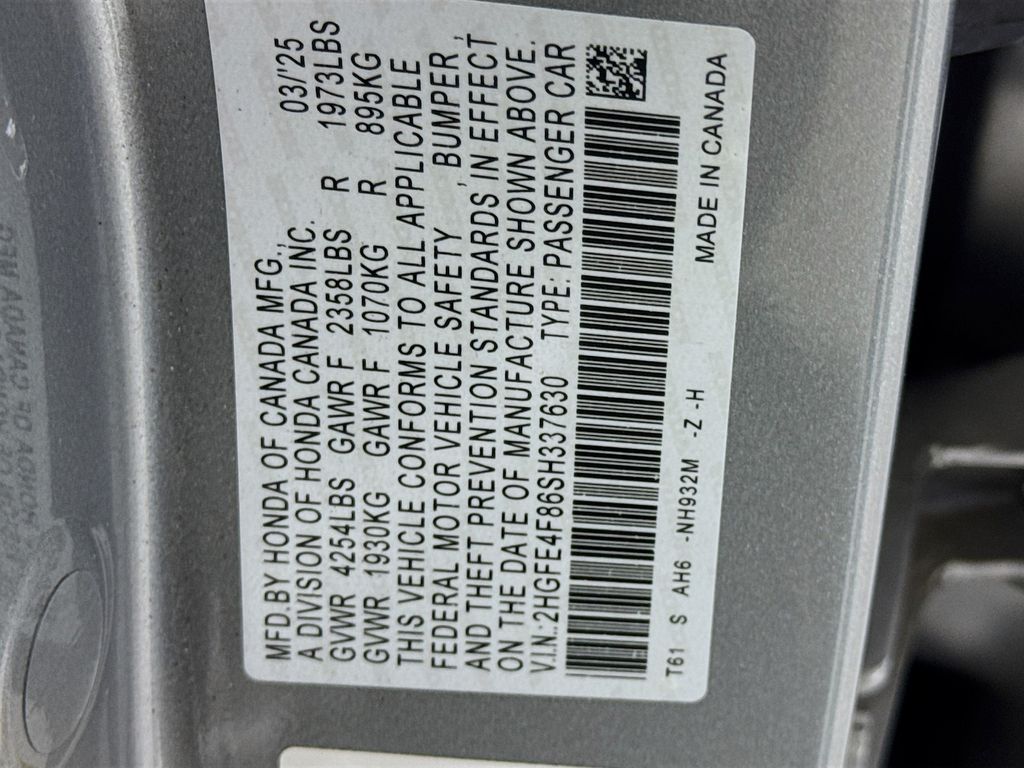 MFD.BY HONDA OF CANADA MFG., 03/'25
A DIVISION OF HONDA CANADA INC.
GVWR 4254LBS GAWR F 2358LBS R 1973LBS
GVWR 1930KG GAWR F 1070KG R 895KG
THIS VEHICLE CONFORMS TO ALL APPLICABLE
FEDERAL MOTOR VEHICLE SAFETY , BUMPER ,
AND THEFT PREVENTION STANDARDS IN EFFECT
ON THE DATE OF MANUFACTURE SHOWN ABOVE.
V.I.N.:2HGFE4F86SH337630 TYPE: PASSENGER CAR
T61 S AH6 -NH932M -Z -H
MADE IN CANADA